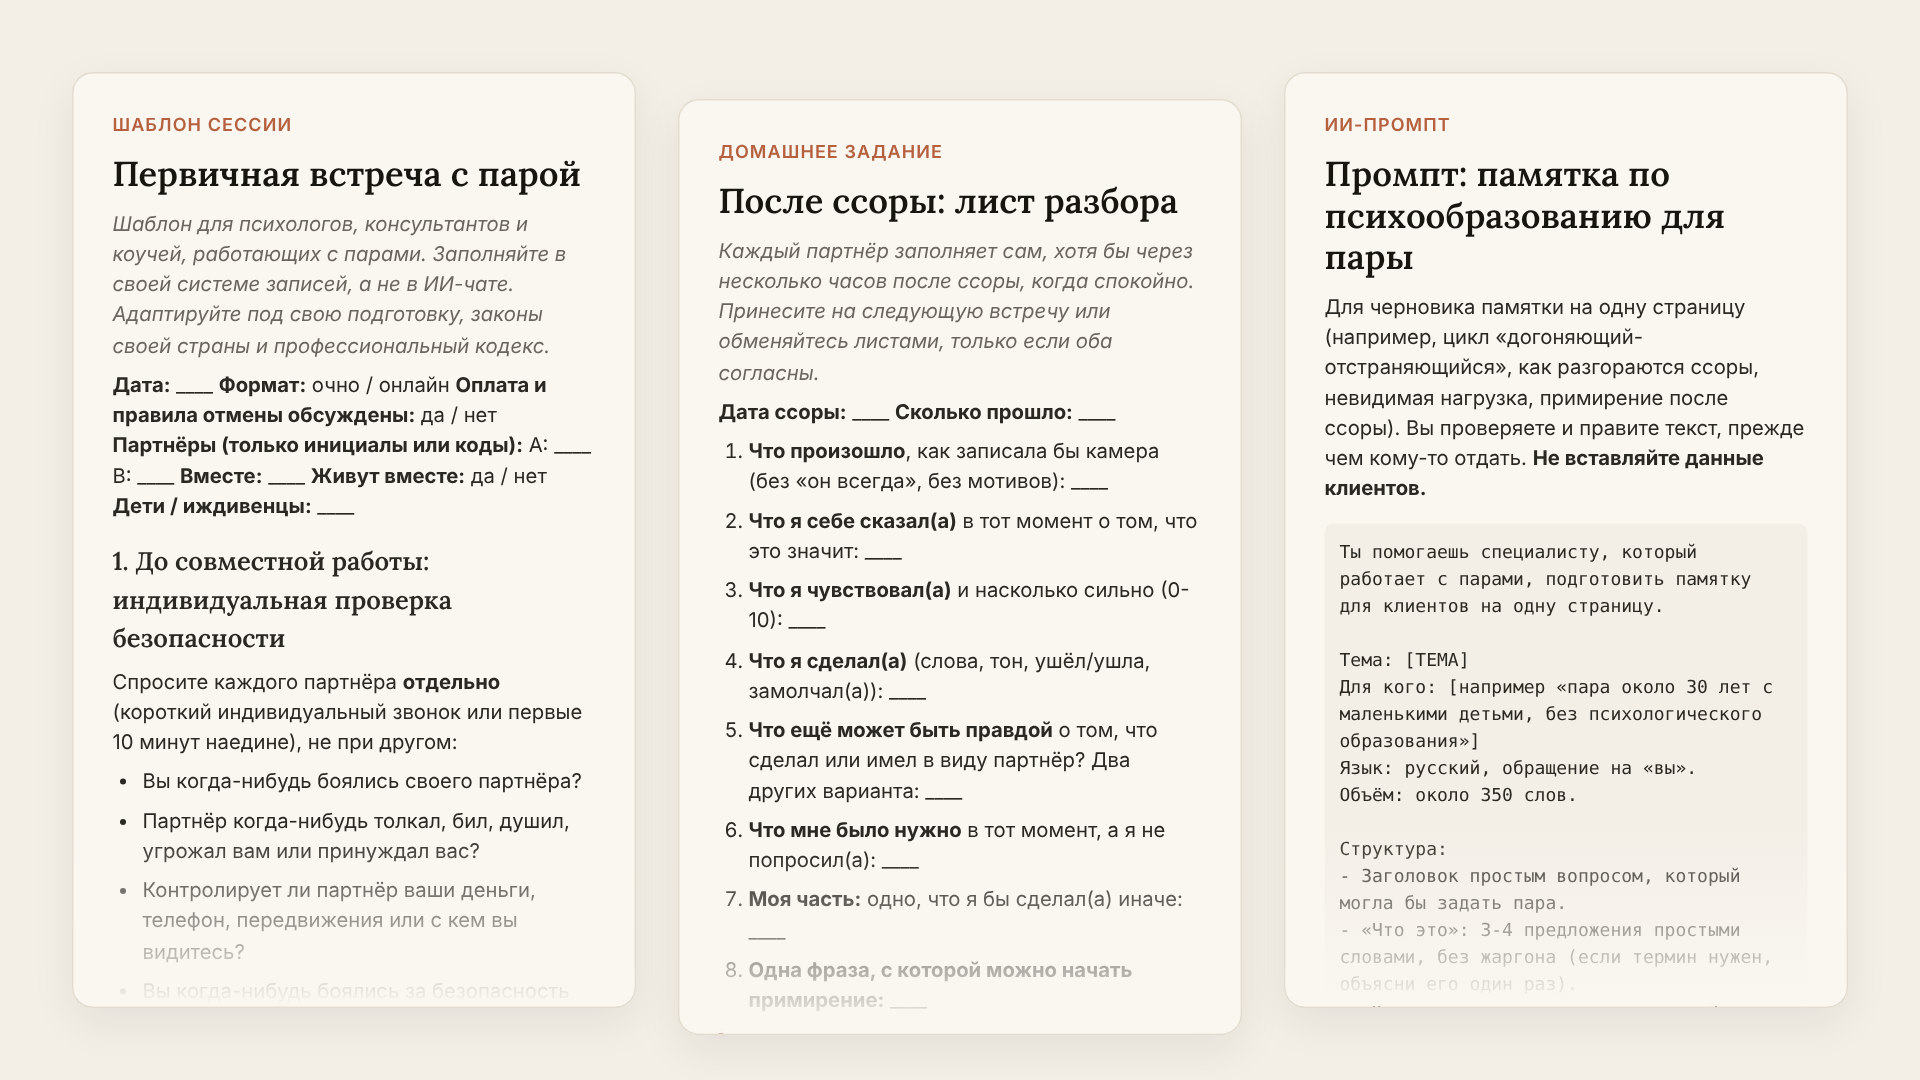 ШАБЛОН СЕССИИ
Первичная встреча с парой
Шаблон для психологов, консультантов и
коучей, работающих с парами. Заполняйте в
своей системе записей, а не в ИИ-чате.
Адаптируйте под свою подготовку, законы
своей страны и профессиональный кодекс.
Дата: ____ Формат: очно / онлайн Оплата и
правила отмены обсуждены: да / нет
Партнёры (только инициалы или коды): A: ____
B: ____ Вместе: ____ Живут вместе: да / нет
Дети / иждивенцы: ____
1. До совместной работы:
индивидуальная проверка
безопасности
Спросите каждого партнёра отдельно
(короткий индивидуальный звонок или первые
10 минут наедине), не при другом:
• Вы когда-нибудь боялись своего партнёра?
• Партнёр когда-нибудь толкал, бил, душил,
угрожал вам или принуждал вас?
• Контролирует ли партнёр ваши деньги,
телефон, передвижения или с кем вы
видитесь?
• Вы когда-нибудь боялись за безопасность
ДОМАШНЕЕ ЗАДАНИЕ
После ссоры: лист разбора
Каждый партнёр заполняет сам, хотя бы через
несколько часов после ссоры, когда спокойно.
Принесите на следующую встречу или
обменяйтесь листами, только если оба
согласны.
Дата ссоры: ____ Сколько прошло: ____
1. Что произошло, как записала бы камера
(без «он всегда», без мотивов): ____
2. Что я себе сказал(а) в тот момент о том, что
это значит: ____
3. Что я чувствовал(а) и насколько сильно (0-
10): ____
4. Что я сделал(а) (слова, тон, ушёл/ушла,
замолчал(а)): ____
5. Что ещё может быть правдой о том, что
сделал или имел в виду партнёр? Два
других варианта: ____
6. Что мне было нужно в тот момент, а я не
попросил(а): ____
7. Моя часть: одно, что я бы сделал(а) иначе:
____
8. Одна фраза, с которой можно начать
примирение: ____
ИИ-ПРОМПТ
Промпт: памятка по
психообразованию для
пары
Для черновика памятки на одну страницу
(например, цикл «догоняющий-
отстраняющийся», как разгораются ссоры,
невидимая нагрузка, примирение после
ссоры). Вы проверяете и правите текст, прежде
чем кому-то отдать. Не вставляйте данные
клиентов.
Ты помогаешь специалисту, который
работает с парами, подготовить памятку
для клиентов на одну страницу.
Тема: [ТЕМА]
Для кого: [например «пара около 30 лет с
маленькими детьми, без психологического
образования»]
Язык: русский, обращение на «вы».
Объём: около 350 слов.
Структура:
- Заголовок простым вопросом, который
могла бы задать пара.
- «Что это»: 3-4 предложения простыми
словами, без жаргона (если термин нужен,
объясни его один раз).